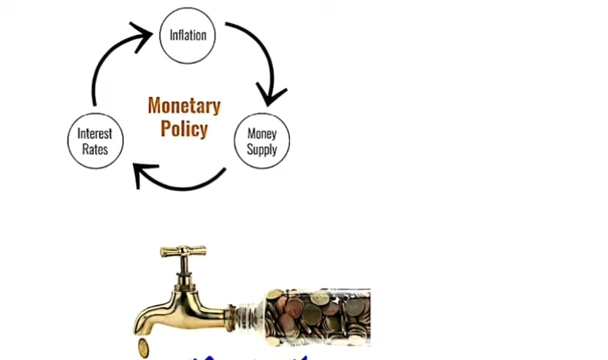 Inflation
Monetary
Policy
Interest
Rates
Money
Supply